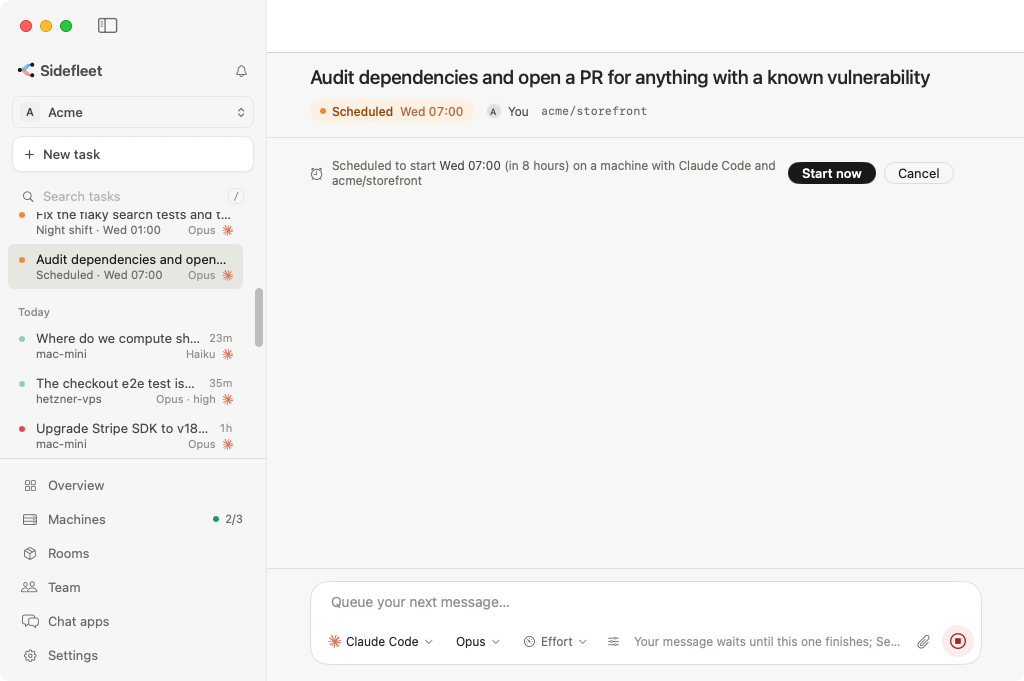 Sidefleet
A Acme
+ New task
Search tasks /
Fix the flaky search tests and t...
Night shift · Wed 01:00 Opus
Audit dependencies and open...
Scheduled · Wed 07:00 Opus
Today
Where do we compute sh... 23m
mac-mini Haiku
The checkout e2e test is... 35m
hetzner-vps Opus · high
Upgrade Stripe SDK to v18... 1h
mac-mini Opus
Overview
Machines 2/3
Rooms
Team
Chat apps
Settings
Audit dependencies and open a PR for anything with a known vulnerability
Scheduled Wed 07:00 A You acme/storefront
Scheduled to start Wed 07:00 (in 8 hours) on a machine with Claude Code and
acme/storefront
Start now Cancel
Queue your next message...
Claude Code Opus Effort Your message waits until this one finishes; Se...